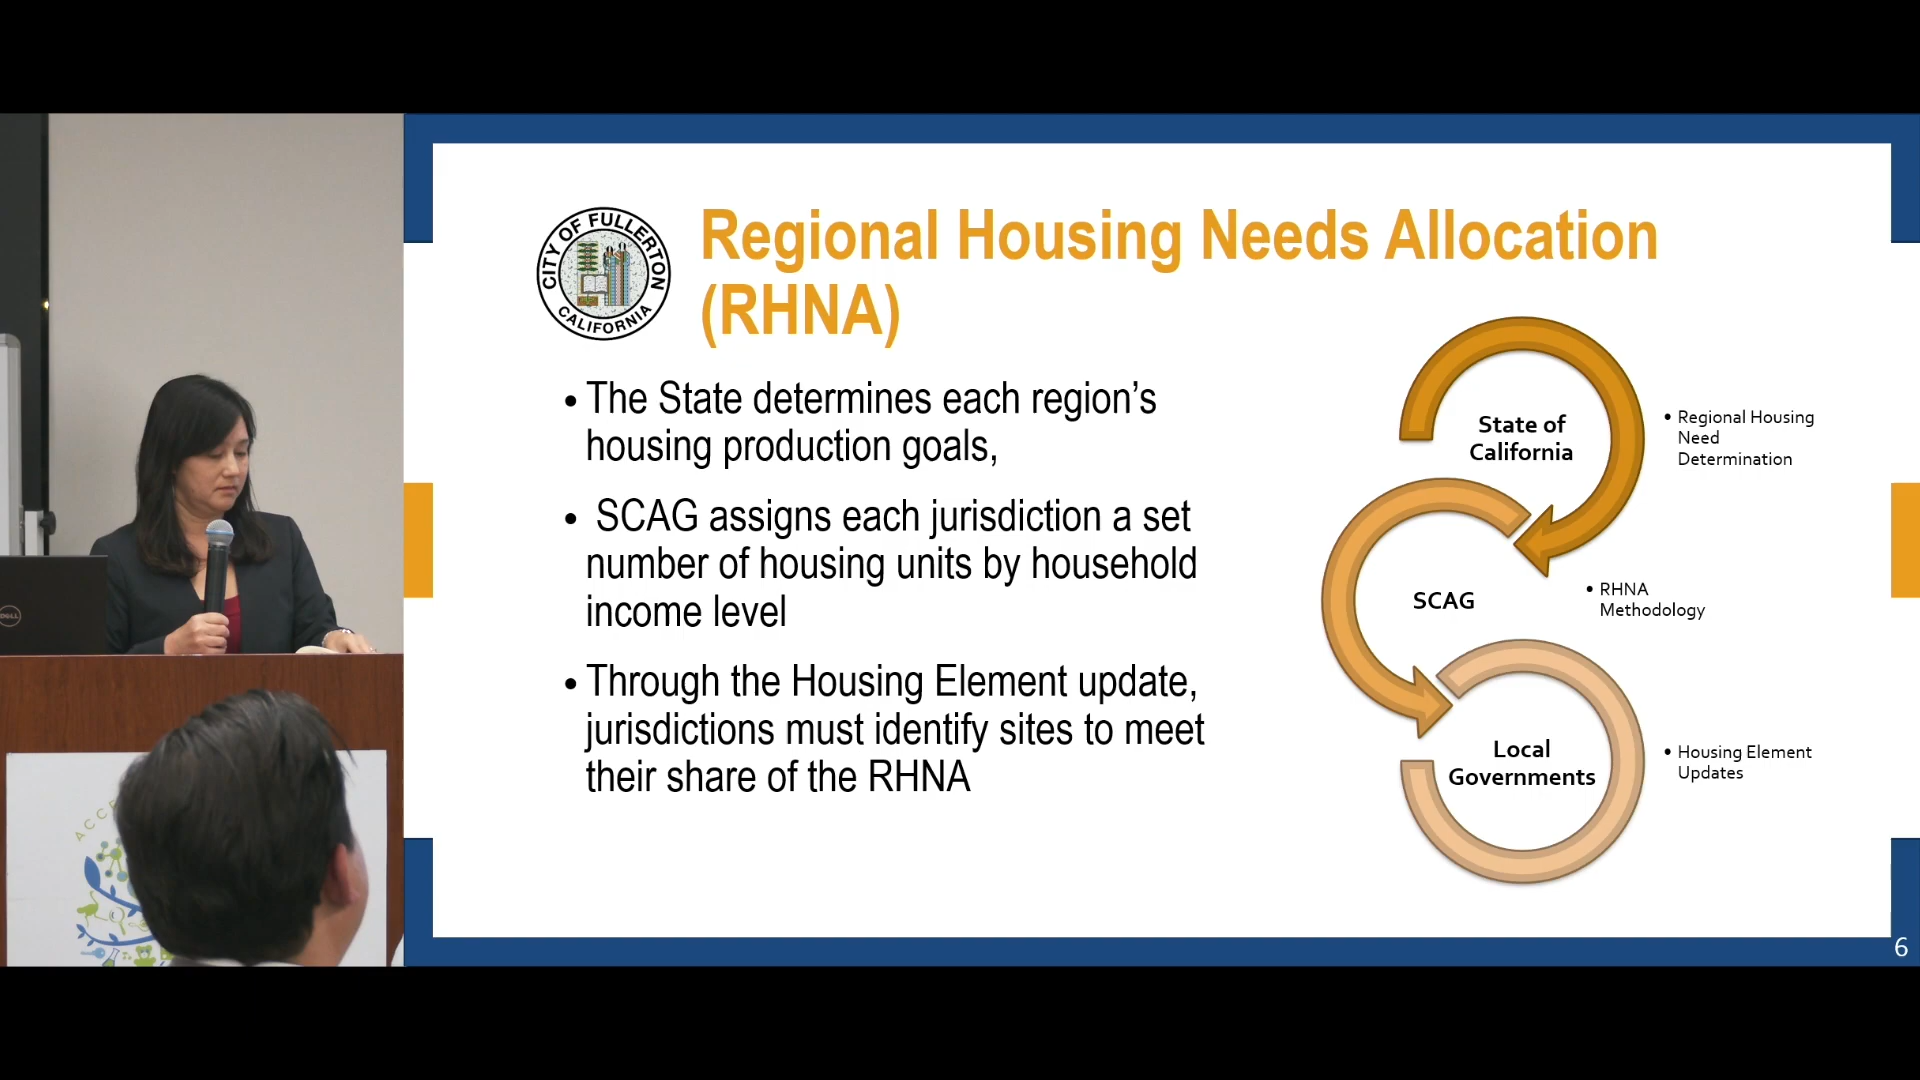 Regional Housing Needs Allocation
(RHNA)
CITY OF FULLERTON
CALIFORNIA
• The State determines each region’s
housing production goals,
• SCAG assigns each jurisdiction a set
number of housing units by household
income level
• Through the Housing Element update,
jurisdictions must identify sites to meet
their share of the RHNA
State of
California
• Regional Housing
Need
Determination
SCAG
• RHNA
Methodology
Local
Governments
• Housing Element
Updates
6
DELL